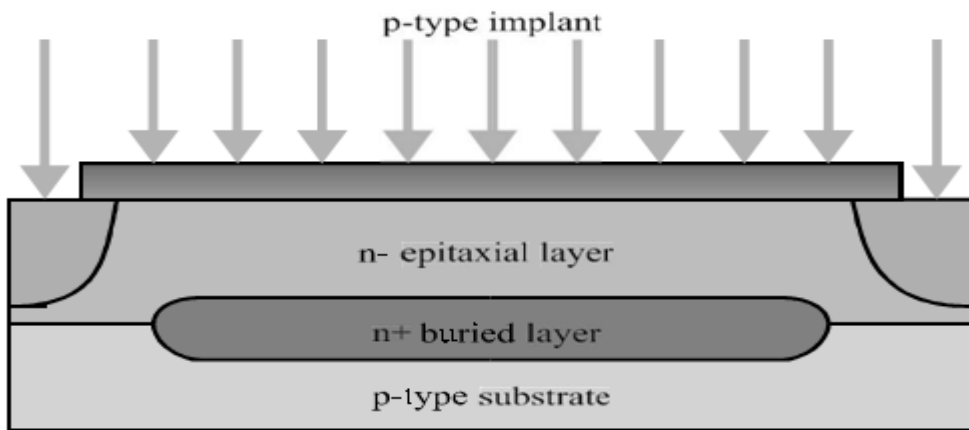 p-type implant
n- epitaxial layer
n+ buried layer
p-type substrate